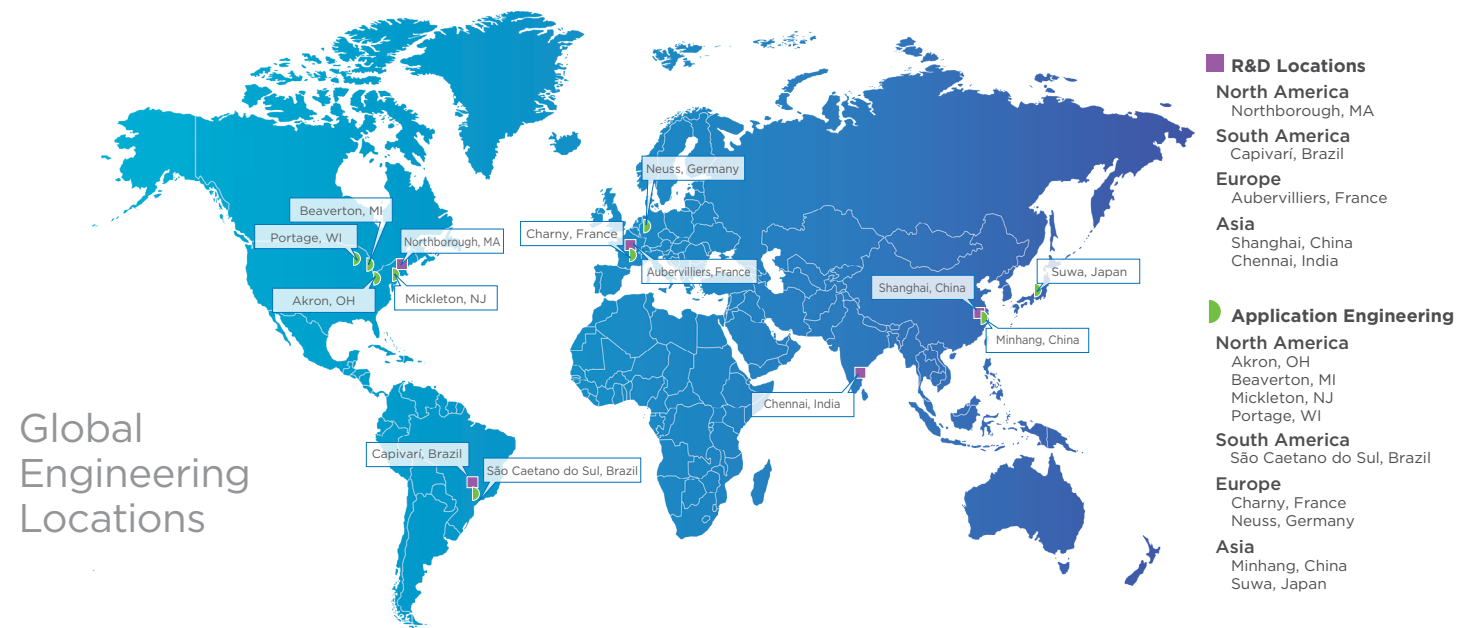 Global
Engineering
Locations
Beaverton, MI
Portage, WI
Northborough, MA
Akron, OH
Mickleton, NJ
Capivarí, Brazil
São Caetano do Sul, Brazil
Neuss, Germany
Charny, France
Aubervilliers, France
Shanghai, China
Suwa, Japan
Minhang, China
Chennai, India
R&D Locations
North America
Northborough, MA
South America
Capivarí, Brazil
Europe
Aubervilliers, France
Asia
Shanghai, China
Chennai, India
Application Engineering
North America
Akron, OH
Beaverton, MI
Mickleton, NJ
Portage, WI
South America
São Caetano do Sul, Brazil
Europe
Charny, France
Neuss, Germany
Asia
Minhang, China
Suwa, Japan